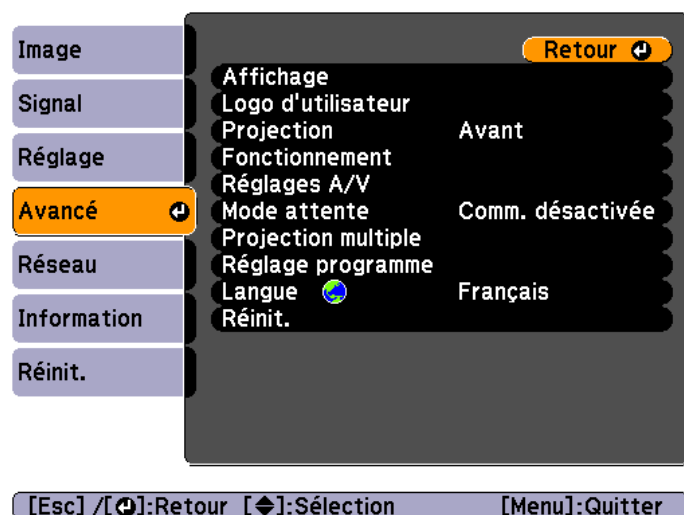 Image
Signal
Réglage
Avancé
Réseau
Information
Réinit.
Retour
Affichage
Logo d'utilisateur
Projection Avant
Fonctionnement
Réglages A/V
Mode attente Comm. désactivée
Projection multiple
Réglage programme
Langue Français
Réinit.
[Esc] /[ ]:Retour [ ]:Sélection [Menu]:Quitter